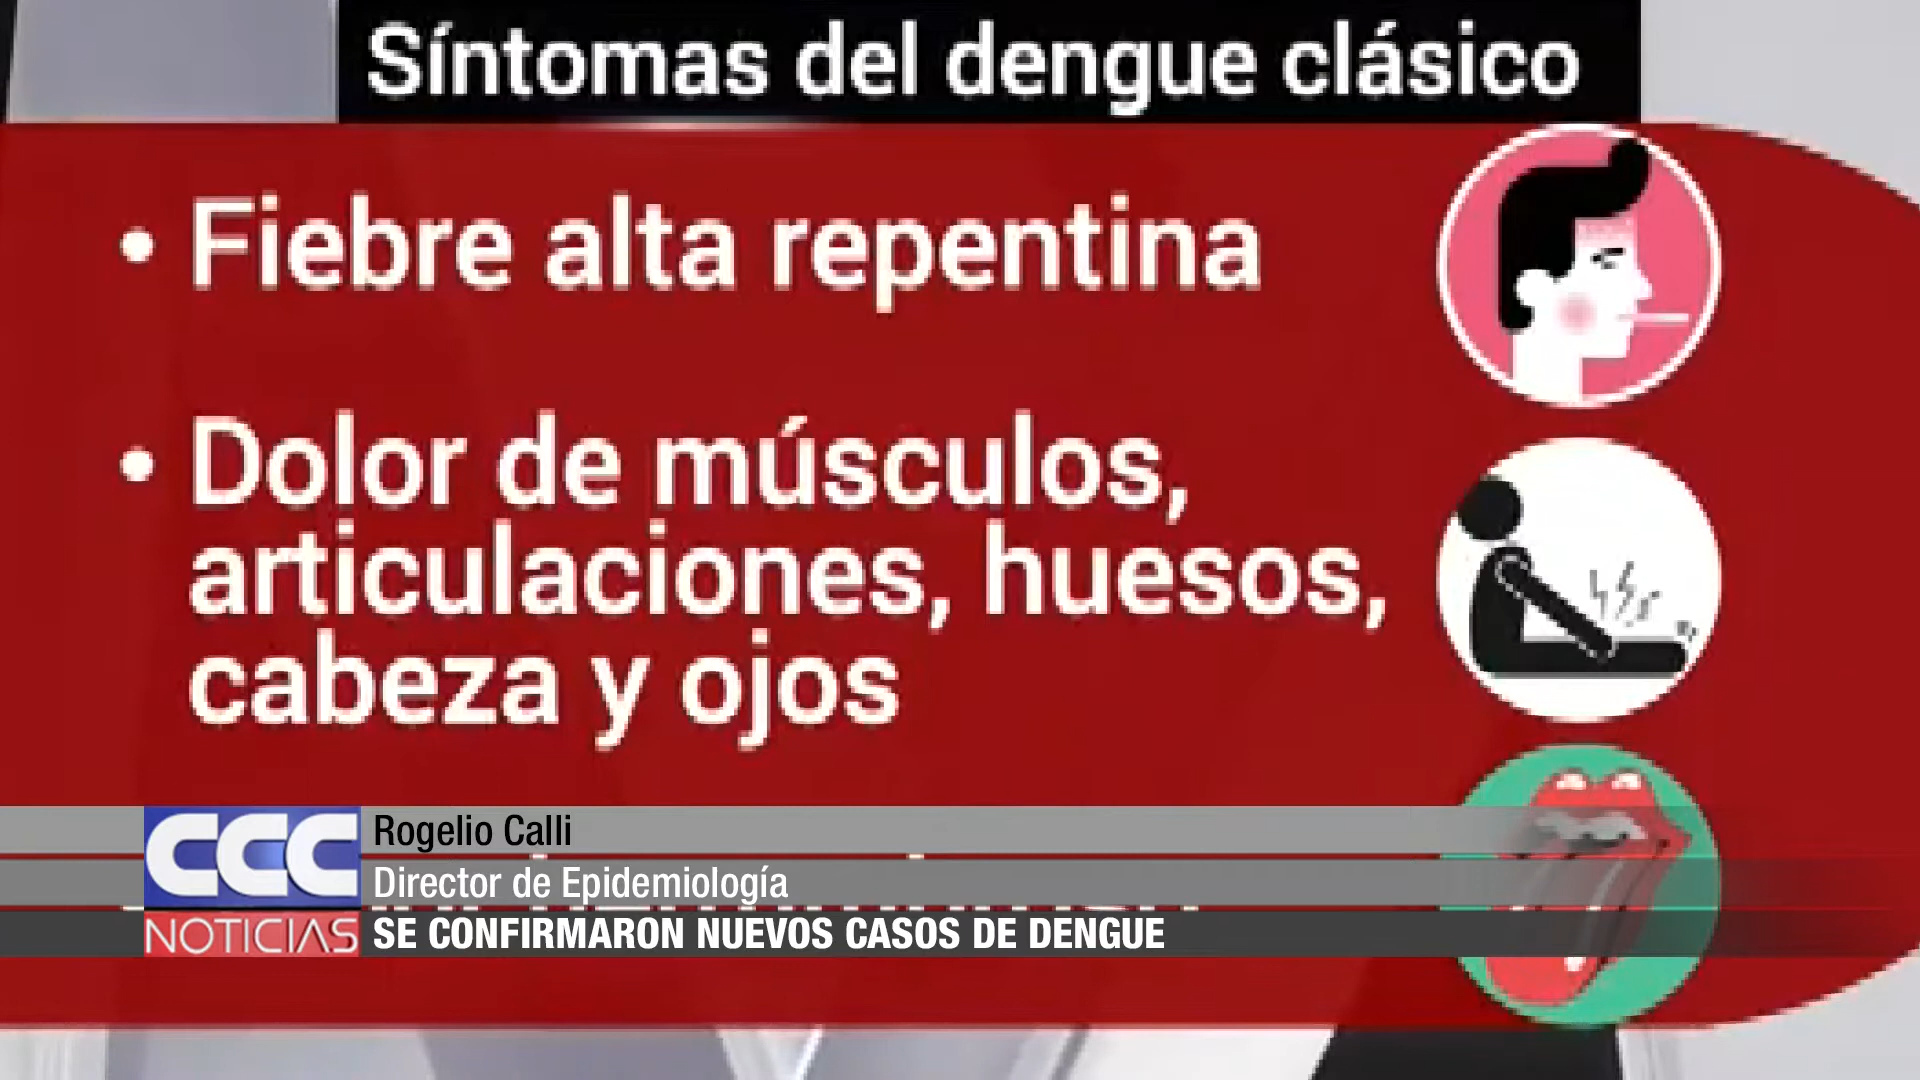 Síntomas del dengue clásico
• Fiebre alta repentina
• Dolor de músculos,
articulaciones, huesos,
cabeza y ojos
CCC
NOTICIAS
Rogelio Calli
Director de Epidemiología
SE CONFIRMARON NUEVOS CASOS DE DENGUE